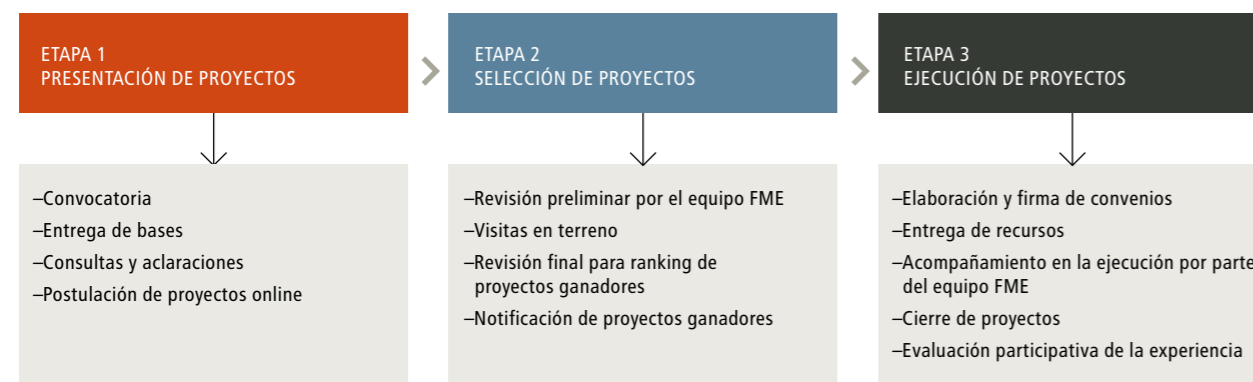 ETAPA 1
PRESENTACIÓN DE PROYECTOS
–Convocatoria
–Entrega de bases
–Consultas y aclaraciones
–Postulación de proyectos online
ETAPA 2
SELECCIÓN DE PROYECTOS
–Revisión preliminar por el equipo FME
–Visitas en terreno
–Revisión final para ranking de
proyectos ganadores
–Notificación de proyectos ganadores
ETAPA 3
EJECUCIÓN DE PROYECTOS
–Elaboración y firma de convenios
–Entrega de recursos
–Acompañamiento en la ejecución por parte
del equipo FME
–Cierre de proyectos
–Evaluación participativa de la experiencia